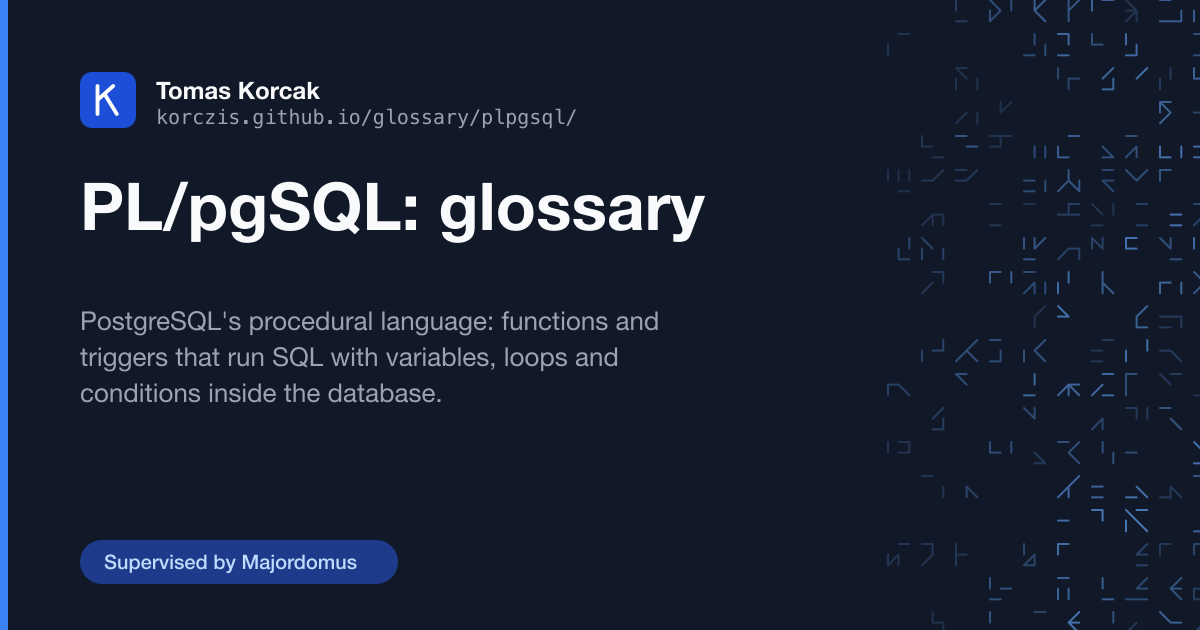 K
Tomas Korcak
korczis.github.io/glossary/plpgsql/
PL/pgSQL: glossary
PostgreSQL's procedural language: functions and
triggers that run SQL with variables, loops and
conditions inside the database.
Supervised by Majordomus